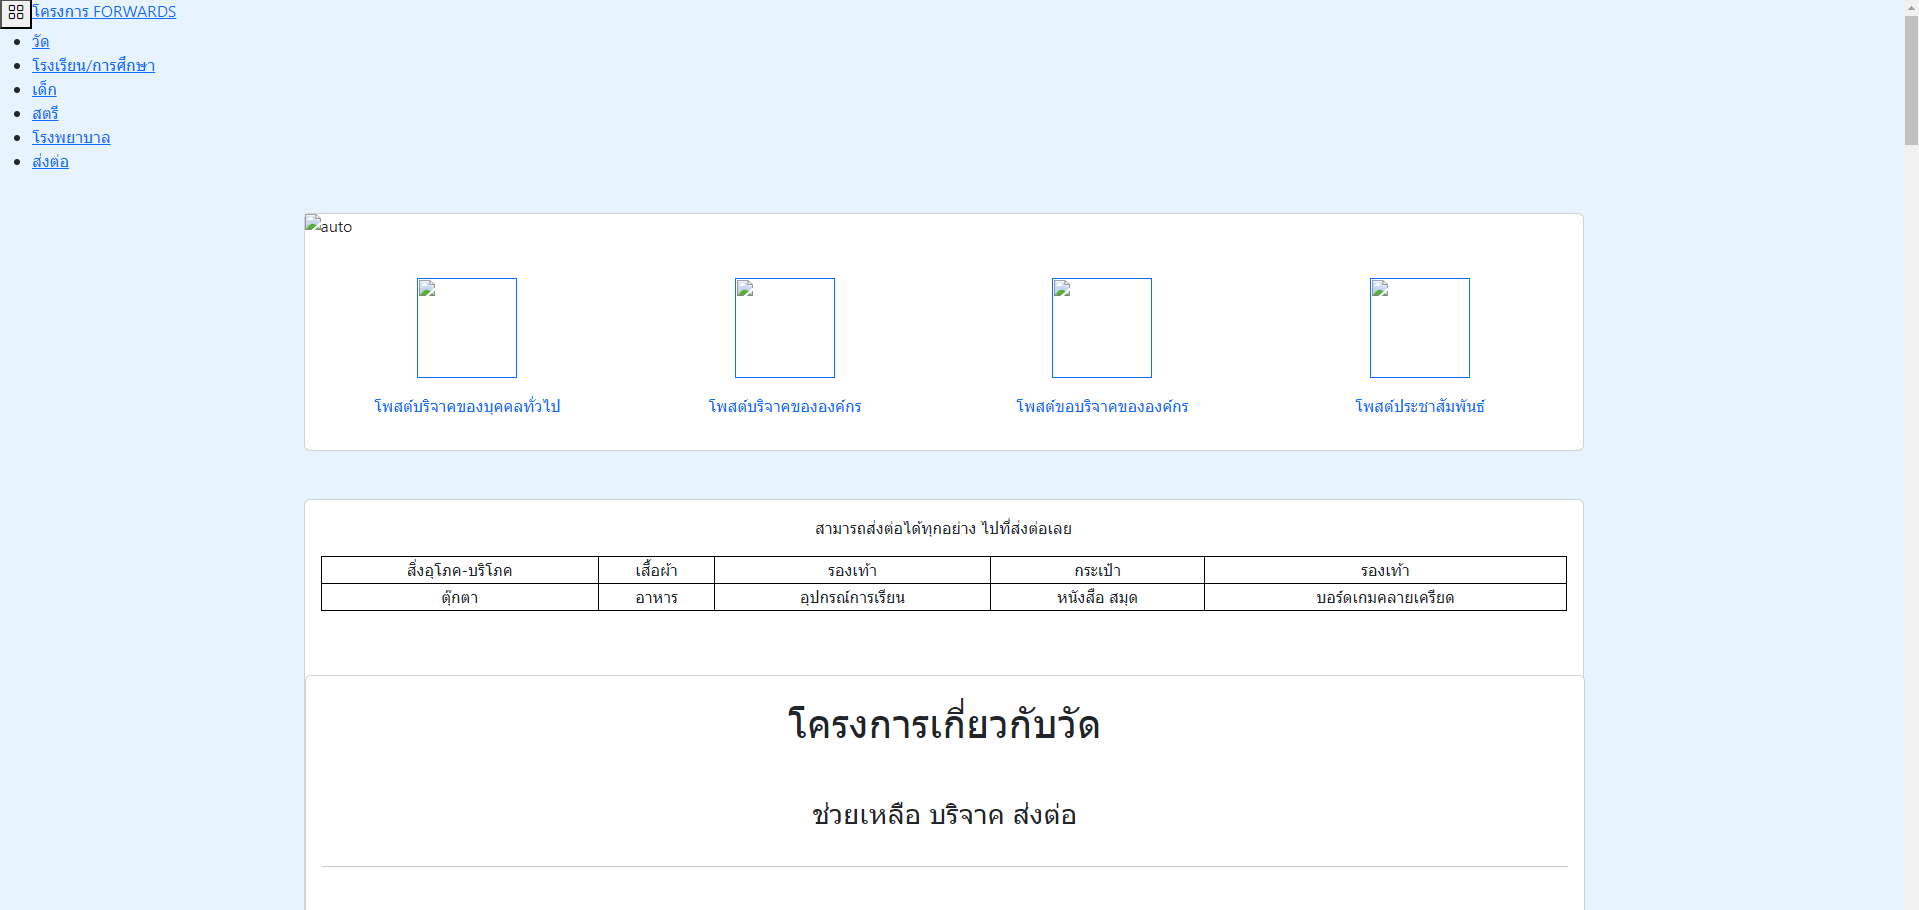 โครงการ FORWARDS
วัด
โรงเรียน/การศึกษา
เด็ก
สตรี
โรงพยาบาล
ส่งต่อ
auto
โพสต์บริจาคของบุคคลทั่วไป
โพสต์บริจาคขององค์กร
โพสต์ขอบริจาคขององค์กร
โพสต์ประชาสัมพันธ์
สามารถส่งต่อได้ทุกอย่าง ไปที่ส่งต่อเลย
สิ่งอุโภค-บริโภค เสื้อผ้า รองเท้า กระเป๋า รองเท้า
ตุ๊กตา อาหาร อุปกรณ์การเรียน หนังสือ สมุด บอร์ดเกมคลายเครียด
โครงการเกี่ยวกับวัด
ช่วยเหลือ บริจาค ส่งต่อ